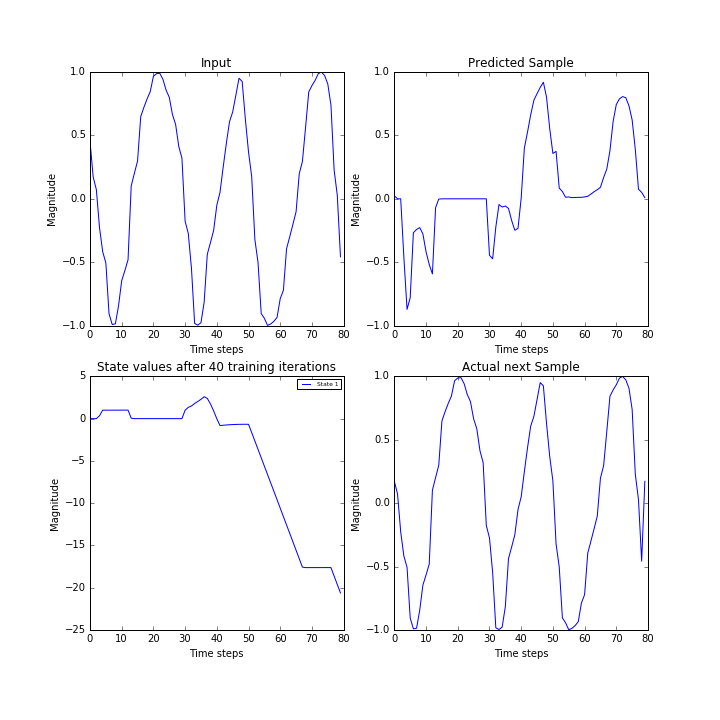 Input
Magnitude
1.0
0.5
0.0
−0.5
−1.0
0 10 20 30 40 50 60 70 80
Time steps
Predicted Sample
Magnitude
1.0
0.5
0.0
−0.5
−1.0
0 10 20 30 40 50 60 70 80
Time steps
State values after 40 training iterations
State 1
Magnitude
5
0
−5
−10
−15
−20
−25
0 10 20 30 40 50 60 70 80
Time steps
Actual next Sample
Magnitude
1.0
0.5
0.0
−0.5
−1.0
0 10 20 30 40 50 60 70 80
Time steps